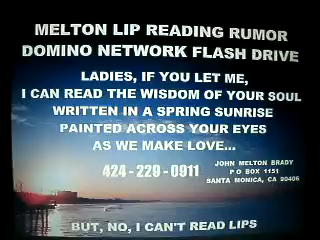 MELTON LIP READING RUMOR
DOMINO NETWORK FLASH DRIVE
LADIES, IF YOU LET ME,
I CAN READ THE WISDOM OF YOUR SOUL
WRITTEN IN A SPRING SUNRISE
PAINTED ACROSS YOUR EYES
AS WE MAKE LOVE...
424 - 229 - 0911
JOHN MELTON BRADY
P O BOX 1151
SANTA MONICA, CA 90406
BUT, NO, I CAN'T READ LIPS